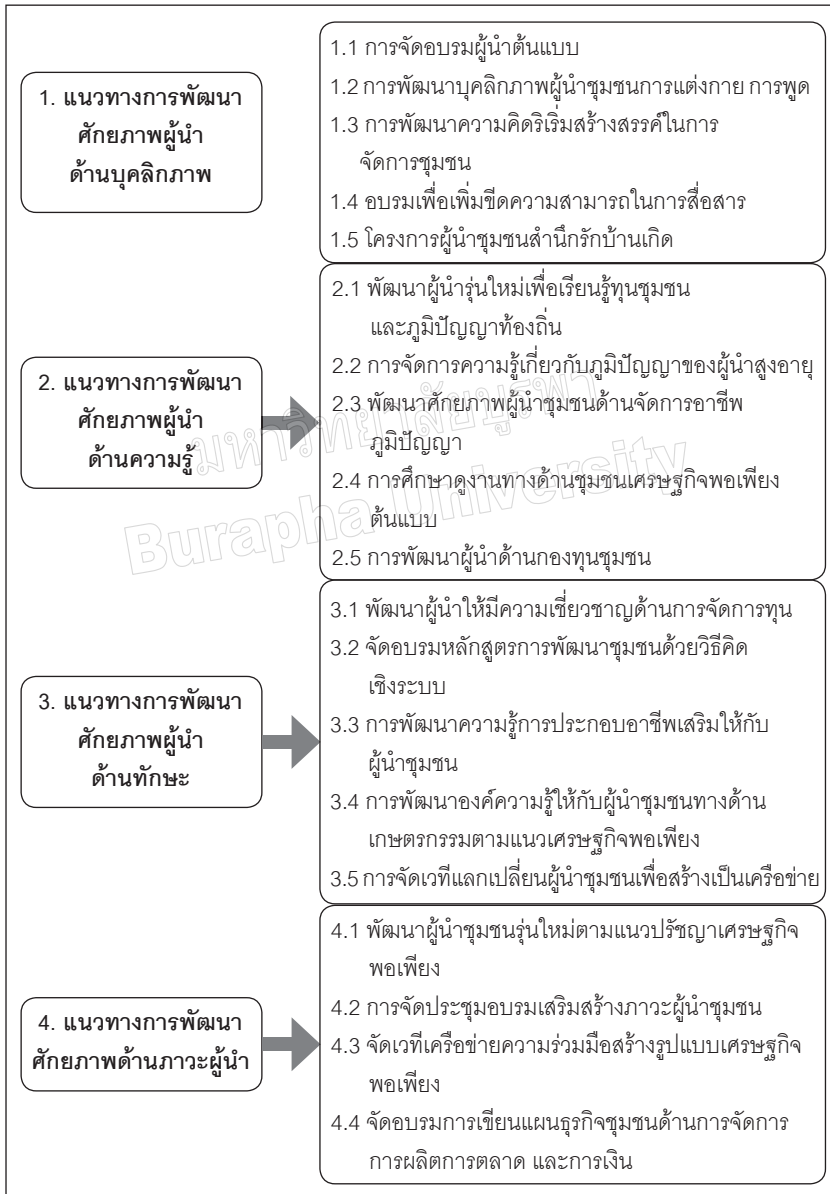 1. แนวทางการพัฒนา
ศักยภาพผู้นำ
ด้านบุคลิกภาพ
1.1 การจัดอบรมผู้นำต้นแบบ
1.2 การพัฒนาบุคลิกภาพผู้นำชุมชนการแต่งกาย การพูด
1.3 การพัฒนาความคิดริเริ่มสร้างสรรค์ในการ
จัดการชุมชน
1.4 อบรมเพื่อเพิ่มขีดความสามารถในการสื่อสาร
1.5 โครงการผู้นำชุมชนสำนึกรักบ้านเกิด
2. แนวทางการพัฒนา
ศักยภาพผู้นำ
ด้านความรู้
2.1 พัฒนาผู้นำรุ่นใหม่เพื่อเรียนรู้ทุนชุมชน
และภูมิปัญญาท้องถิ่น
2.2 การจัดการความรู้เกี่ยวกับภูมิปัญญาของผู้นำสูงอายุ
2.3 พัฒนาศักยภาพผู้นำชุมชนด้านจัดการอาชีพ
ภูมิปัญญา
2.4 การศึกษาดูงานทางด้านชุมชนเศรษฐกิจพอเพียง
ต้นแบบ
2.5 การพัฒนาผู้นำด้านกองทุนชุมชน
มหาวิทยาลัยบูรพา
Burapha University
3. แนวทางการพัฒนา
ศักยภาพผู้นำ
ด้านทักษะ
3.1 พัฒนาผู้นำให้มีความเชี่ยวชาญด้านการจัดการทุน
3.2 จัดอบรมหลักสูตรการพัฒนาชุมชนด้วยวิธีคิด
เชิงระบบ
3.3 การพัฒนาความรู้การประกอบอาชีพเสริมให้กับ
ผู้นำชุมชน
3.4 การพัฒนาองค์ความรู้ให้กับผู้นำชุมชนทางด้าน
เกษตรกรรมตามแนวเศรษฐกิจพอเพียง
3.5 การจัดเวทีแลกเปลี่ยนผู้นำชุมชนเพื่อสร้างเป็นเครือข่าย
4. แนวทางการพัฒนา
ศักยภาพด้านภาวะผู้นำ
4.1 พัฒนาผู้นำชุมชนรุ่นใหม่ตามแนวปรัชญาเศรษฐกิจ
พอเพียง
4.2 การจัดประชุมอบรมเสริมสร้างภาวะผู้นำชุมชน
4.3 จัดเวทีเครือข่ายความร่วมมือสร้างรูปแบบเศรษฐกิจ
พอเพียง
4.4 จัดอบรมการเขียนแผนธุรกิจชุมชนด้านการจัดการ
การผลิตการตลาด และการเงิน